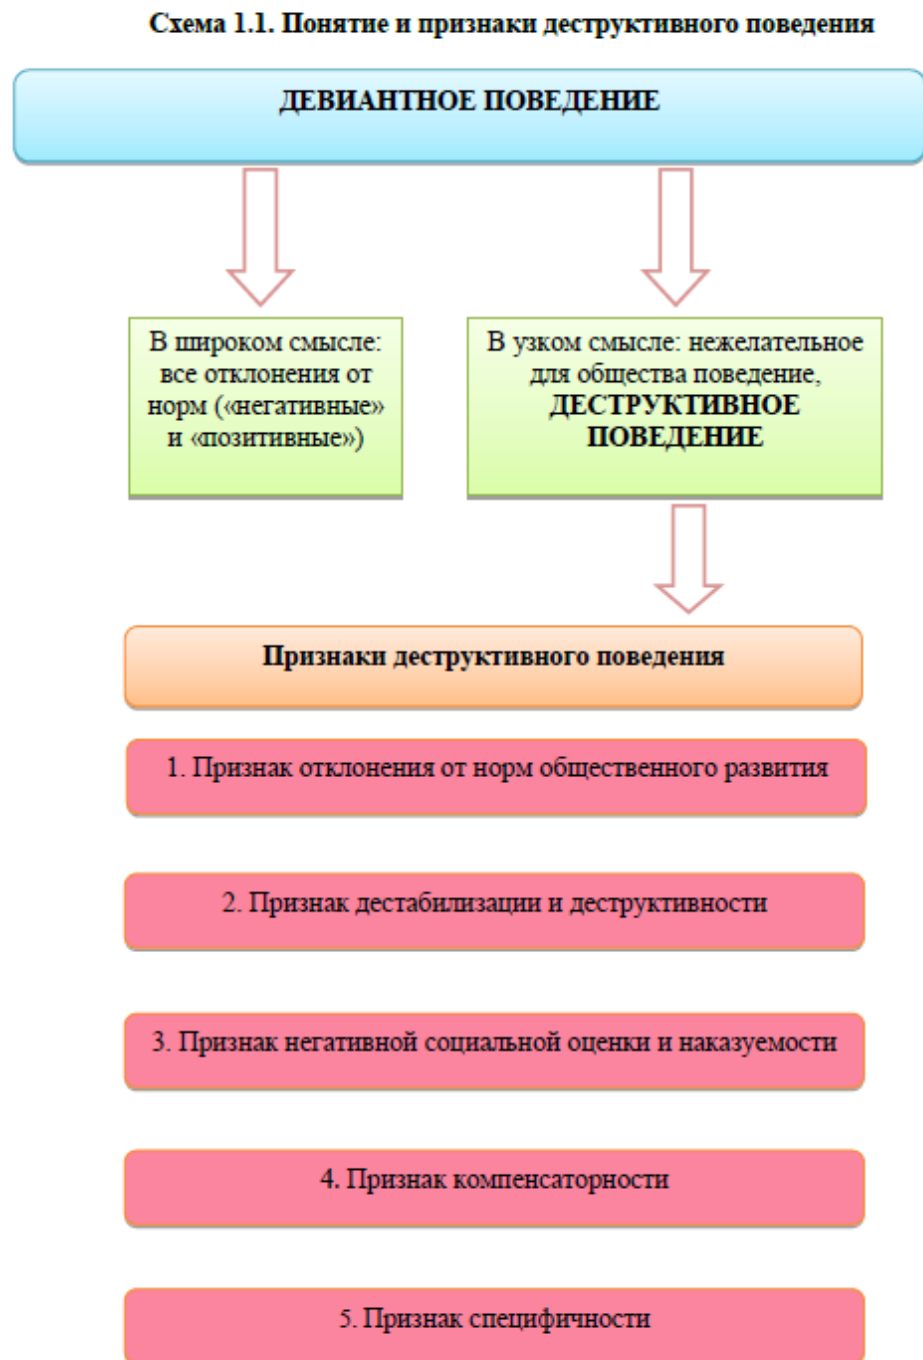 Схема 1.1. Понятие и признаки деструктивного поведения
ДЕВИАНТНОЕ ПОВЕДЕНИЕ
В широком смысле:
все отклонения от
норм («негативные»
и «позитивные»)
В узком смысле: нежелательное
для общества поведение,
ДЕСТРУКТИВНОЕ
ПОВЕДЕНИЕ
Признаки деструктивного поведения
1. Признак отклонения от норм общественного развития
2. Признак дестабилизации и деструктивности
3. Признак негативной социальной оценки и наказуемости
4. Признак компенсаторности
5. Признак специфичности